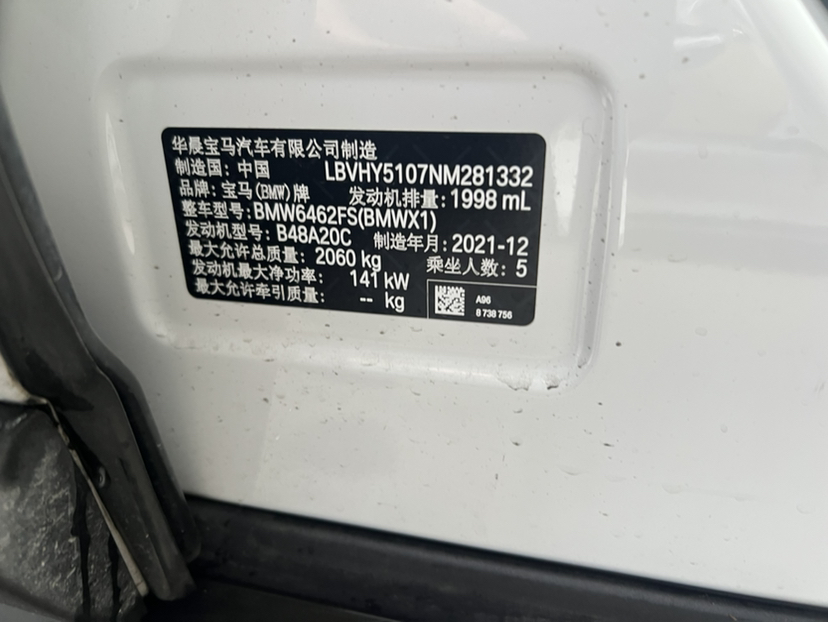 华晨宝马汽车有限公司制造
制造国：中国 LBVHY5107NM281332
品牌：宝马(BMW)牌 发动机排量：1998 mL
整车型号：BMW6462FS(BMWX1)
发动机型号：B48A20C 制造年月：2021-12
最大允许总质量：2060 kg 乘坐人数：5
发动机最大净功率：141 kW
最大允许牵引质量：-- kg
A96
8 738 756